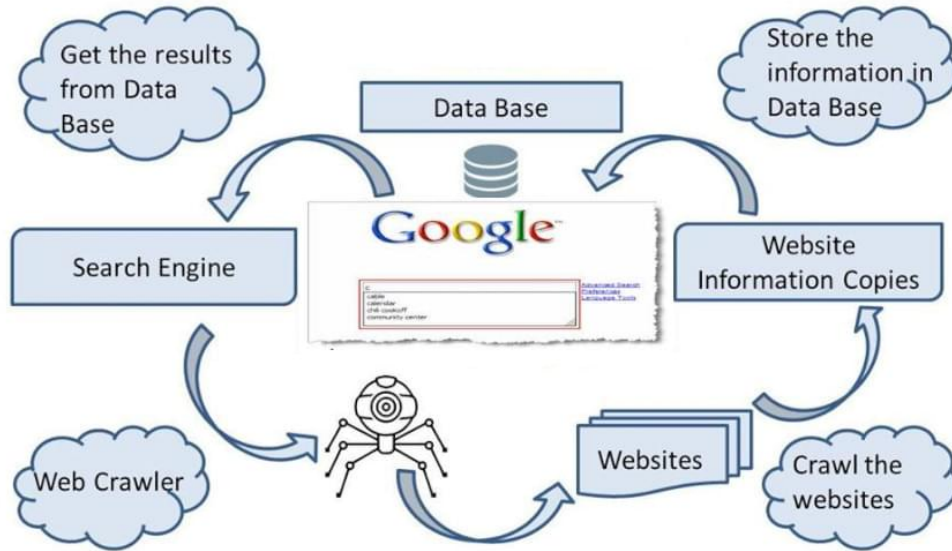 Get the results
from Data
Base
Data Base
Store the
information in
Data Base
Search Engine
Google™
c
cable
calendar
chili cookoff
community center
Advanced Search
Preferences
Language Tools
Website
Information Copies
Web Crawler
Websites
Crawl the
websites